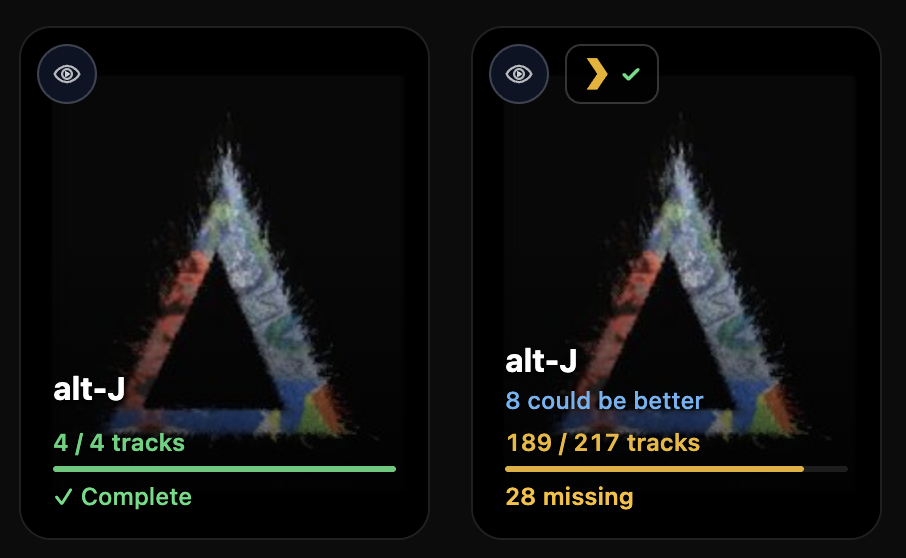 alt-J
4 / 4 tracks
✓ Complete
alt-J
8 could be better
189 / 217 tracks
28 missing